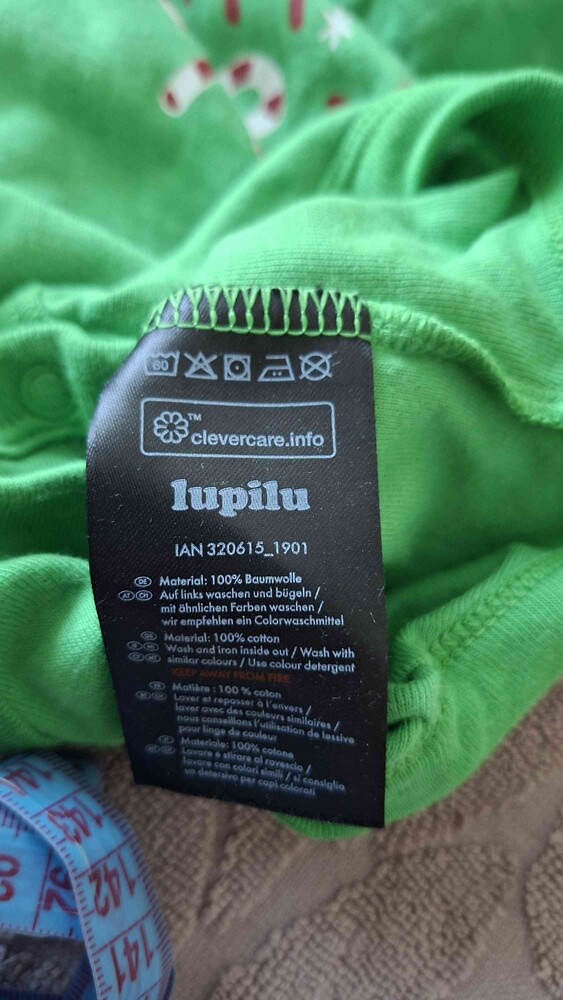 60
™
clevercare.info
lupilu
IAN 320615_1901
DE Material: 100% Baumwolle
AT CH Auf links waschen und bügeln /
mit ähnlichen Farben waschen /
wir empfehlen ein Colorwaschmittel
Material: 100% cotton
Wash and iron inside out / Wash with
similar colours / Use colour detergent
KEEP AWAY FROM FIRE
Matière : 100 % coton
Laver et repasser à l'envers /
laver avec des couleurs similaires /
nous conseillons l'utilisation de lessive
pour linge de couleur
Materiale: 100% cotone
Lavare e stirare al rovescio /
lavare con colori simili / si consiglia
un detersivo per capi colorati
142
141